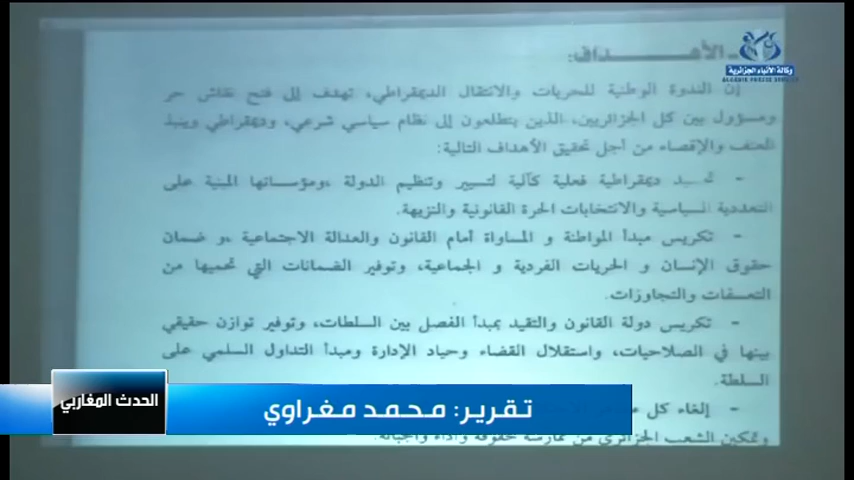 - الأهـــــــداف:
وكالة الأنباء الجزائرية
ALGERIE PRESSE SERVICE
إن الندوة الوطنية للحريات والانتقال الديمقراطي، تهدف إلى فتح نقاش حر
ومسؤول بين كل الجزائريين، الذين يتطلعون إلى نظام سياسي شرعي، وديمقراطي وينبذ
العنف والإقصاء من أجل تحقيق الأهداف التالية:
- تجسيد ديمقراطية فعلية كآلية لتسيير وتنظيم الدولة ،ومؤسساتها المبنية على
التعددية السياسية والانتخابات الحرة القانونية والنزيهة.
- تكريس مبدأ المواطنة و المساواة أمام القانون والعدالة الاجتماعية ،و ضمان
حقوق الإنسان و الحريات الفردية و الجماعية، وتوفير الضمانات التي تحميها من
التعسفات والتجاوزات.
- تكريس دولة القانون والتقيد بمبدأ الفصل بين السلطات، وتوفير توازن حقيقي
بينها في الصلاحيات، واستقلال القضاء وحياد الإدارة ومبدأ التداول السلمي على
السلطة.
- إلغاء كل
وتمكين الشعب الجزائري من ممارسة حقوقه وأداء واجباته.
الحدث المغاربي
تقرير: محمد مغراوي